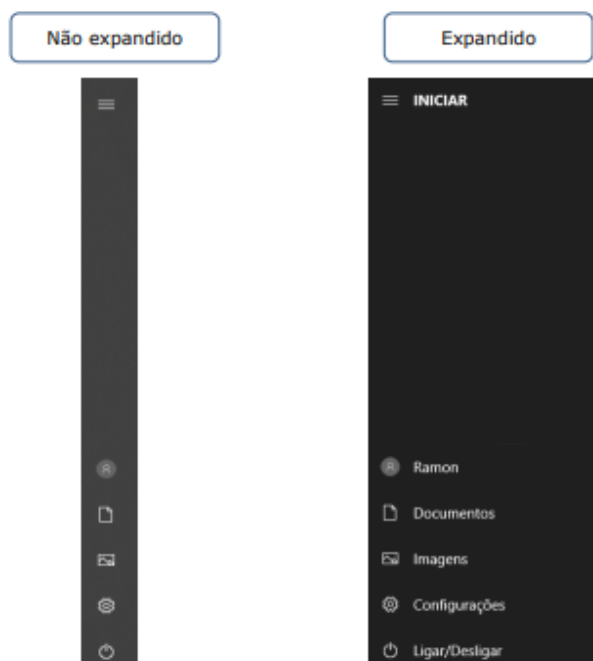 Não expandido
Expandido
INICIAR
Ramon
Documentos
Imagens
Configurações
Ligar/Desligar